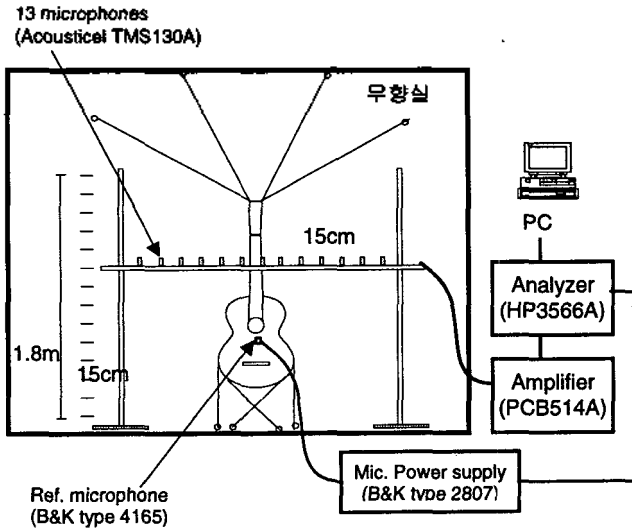 13 microphones
(Acousticel TMS130A)
무향실
15cm
PC
Analyzer
(HP3566A)
1.8m
15cm
Amplifier
(PCB514A)
Mic. Power supply
(B&K type 2807)
Ref. microphone
(B&K type 4165)